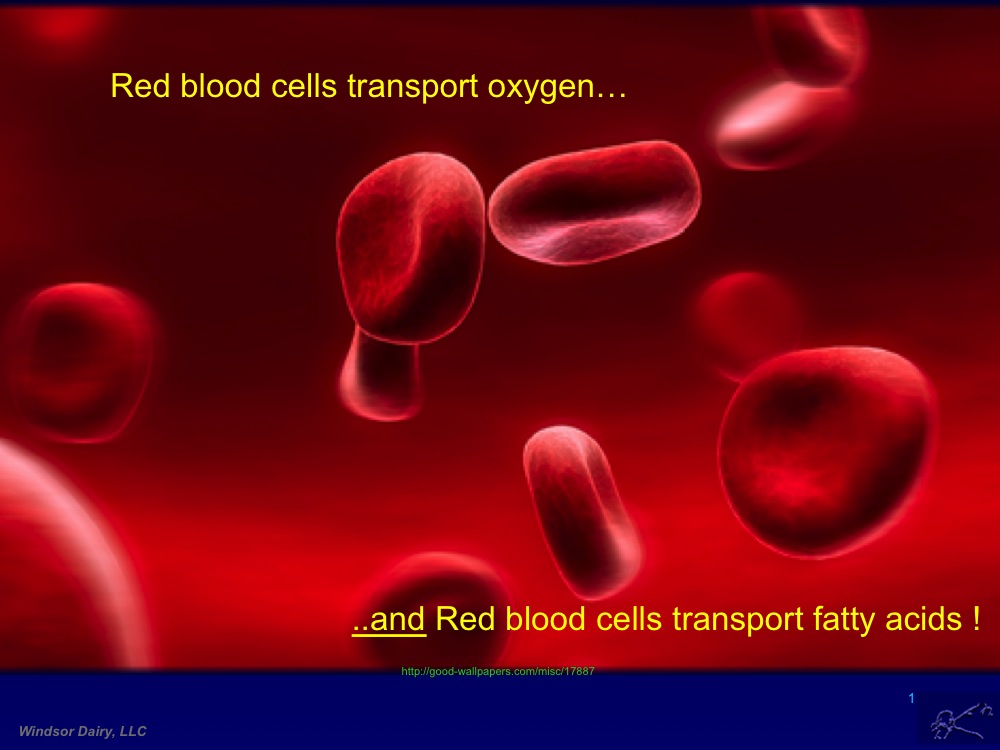 Red blood cells transport oxygen…
..and Red blood cells transport fatty acids !
http://good-wallpapers.com/misc/17887
1
Windsor Dairy, LLC